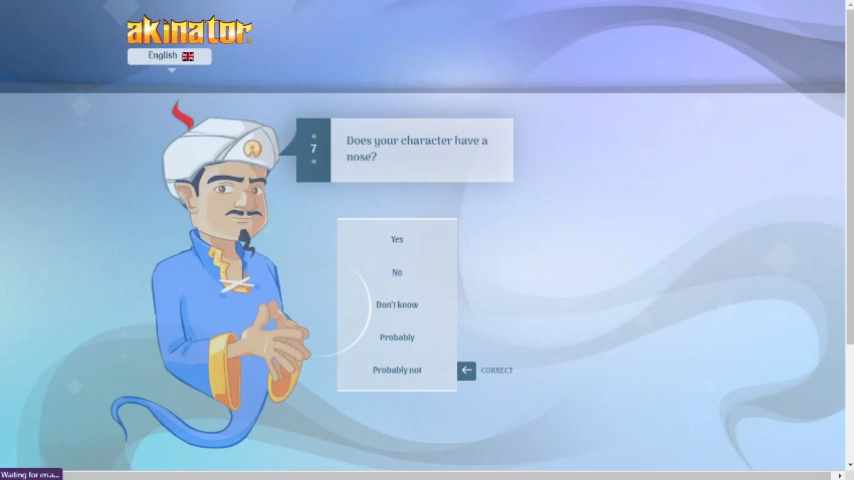 akinator
English
7
Does your character have a
nose?
Yes
No
Don't know
Probably
Probably not
CORRECT
Waiting for en.a...